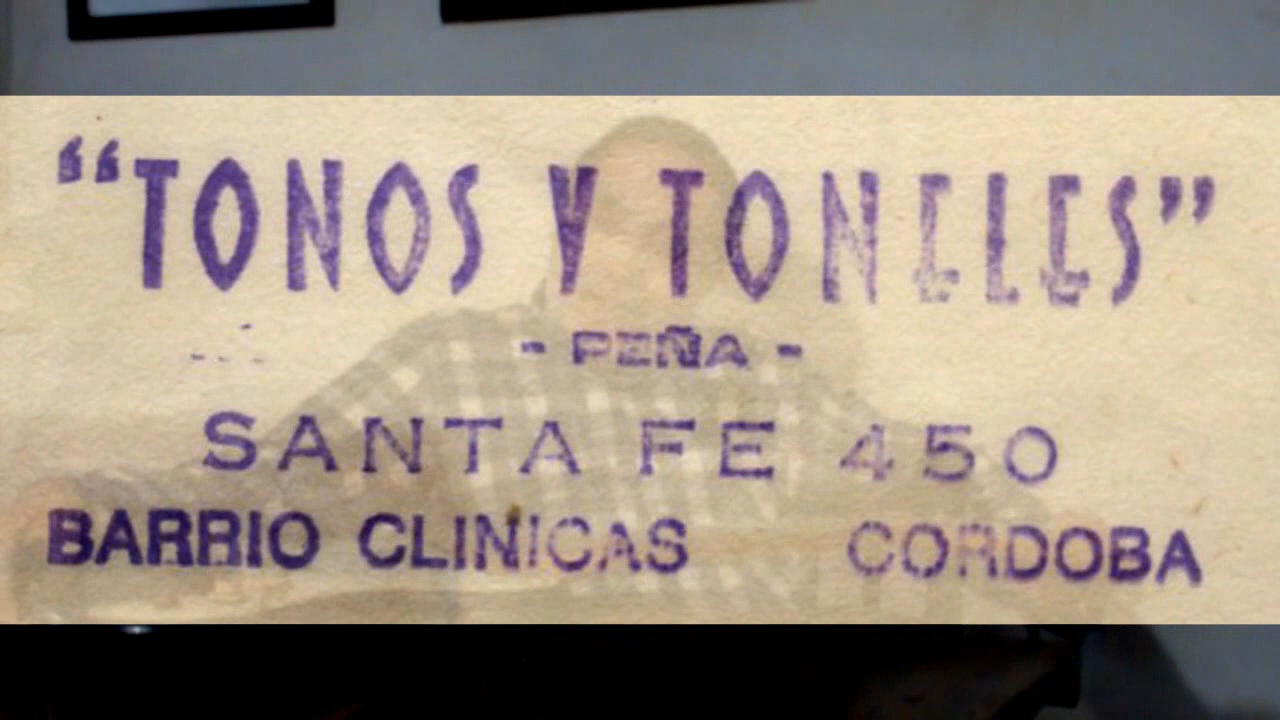 “TONOS Y TONELES”
- PEÑA -
SANTA FE 450
BARRIO CLINICAS CORDOBA